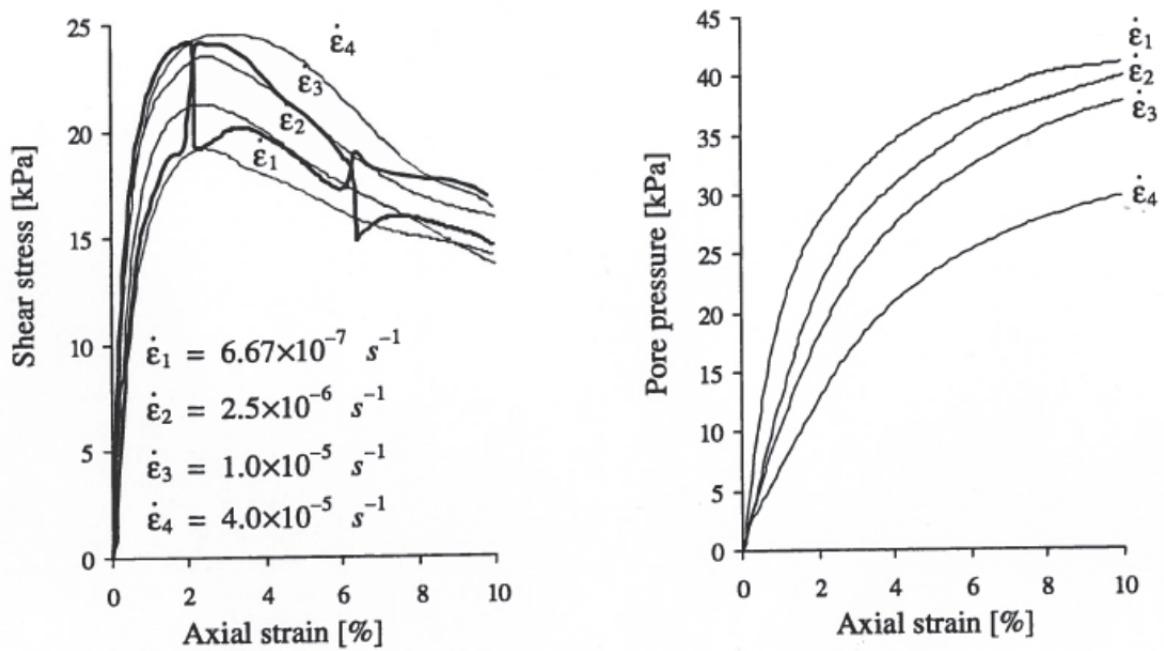 25
20
15
10
5
0
0
2
4
6
8
10
Shear stress [kPa]
Axial strain [%]
ε̇4
ε̇3
ε2
ε̇1
ε̇1 = 6.67×10⁻⁷ s⁻¹
ε̇2 = 2.5×10⁻⁶ s⁻¹
ε̇3 = 1.0×10⁻⁵ s⁻¹
ε̇4 = 4.0×10⁻⁵ s⁻¹
45
40
35
30
25
20
15
10
5
0
0
2
4
6
8
10
Pore pressure [kPa]
Axial strain [%]
ε̇1
ε̇2
ε̇3
ε̇4